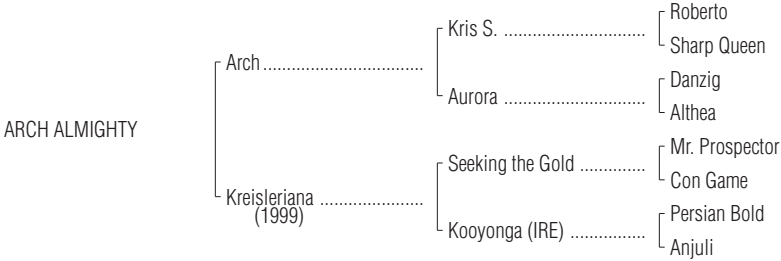 Roberto
Kris S. ................................
Sharp Queen
Arch ....................................
Danzig
Aurora ................................
Althea
ARCH ALMIGHTY
Mr. Prospector
Seeking the Gold ...............
Con Game
Kreisleriana .......................
(1999)
Persian Bold
Kooyonga (IRE) .................
Anjuli